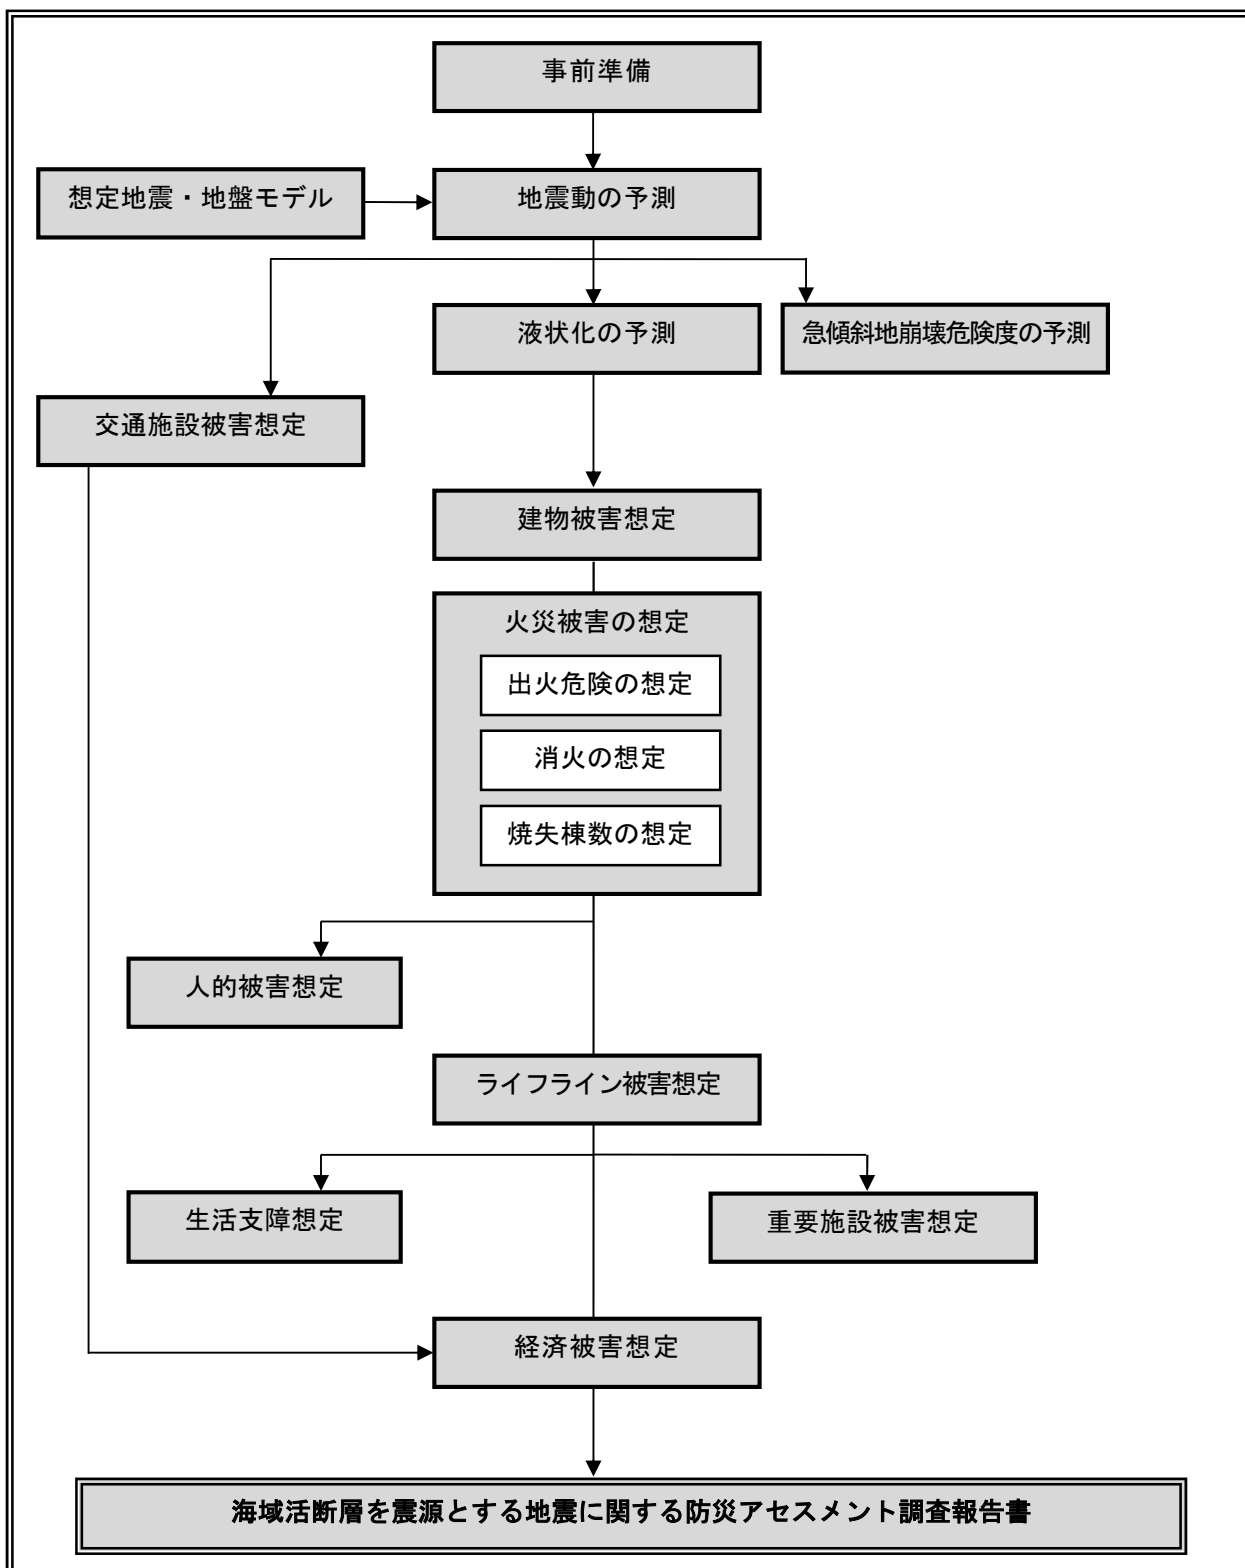 事前準備
想定地震・地盤モデル
地震動の予測
液状化の予測
急傾斜地崩壊危険度の予測
交通施設被害想定
建物被害想定
火災被害の想定
出火危険の想定
消火の想定
焼失棟数の想定
人的被害想定
ライフライン被害想定
生活支障想定
重要施設被害想定
経済被害想定
海域活断層を震源とする地震に関する防災アセスメント調査報告書